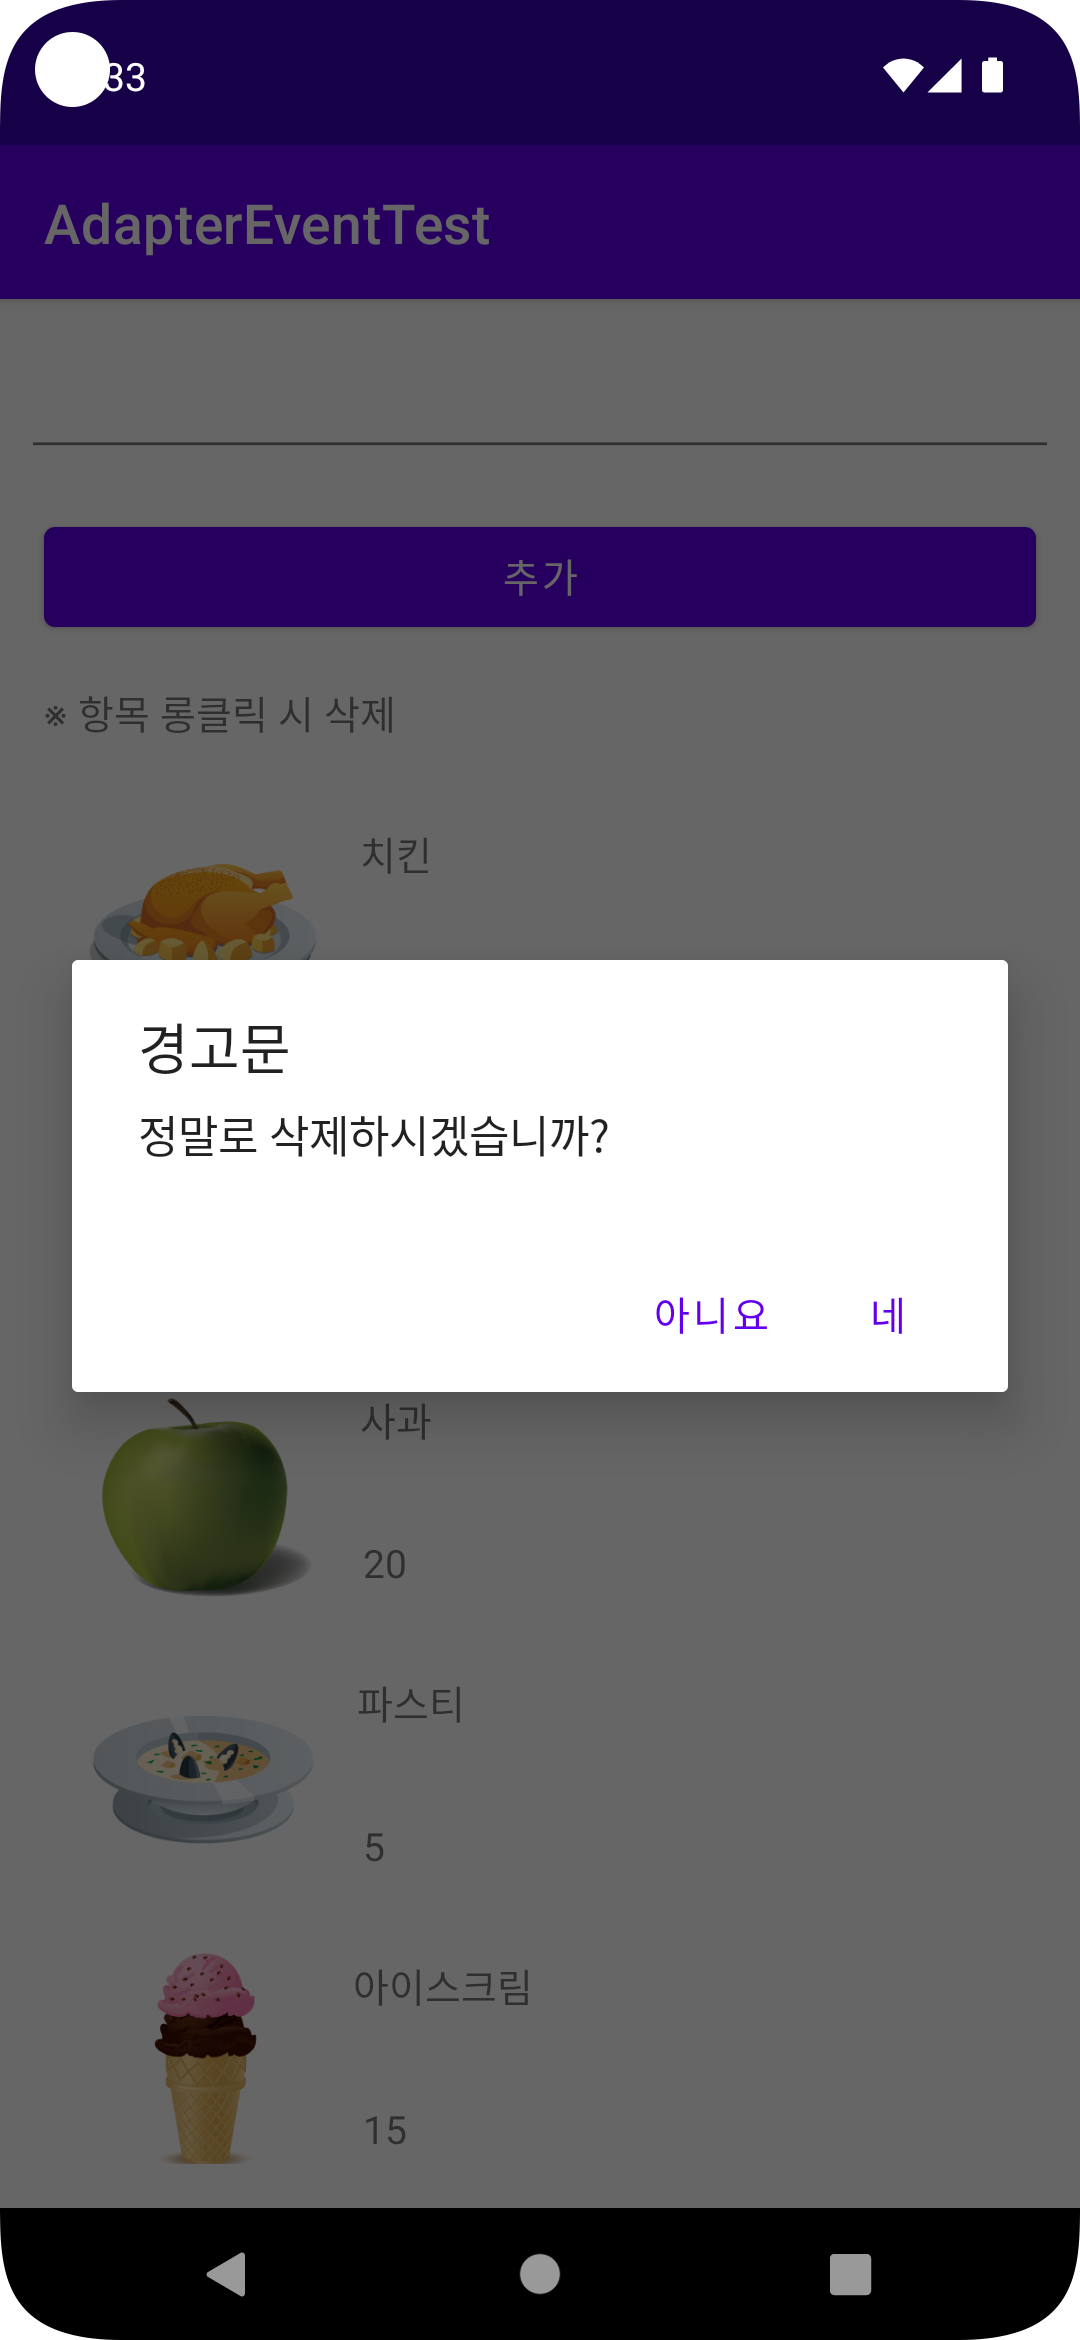 33
AdapterEventTest
추가
※ 항목 롱클릭 시 삭제
치킨
경고문
정말로 삭제하시겠습니까?
아니요 네
사과
20
파스티
5
아이스크림
15